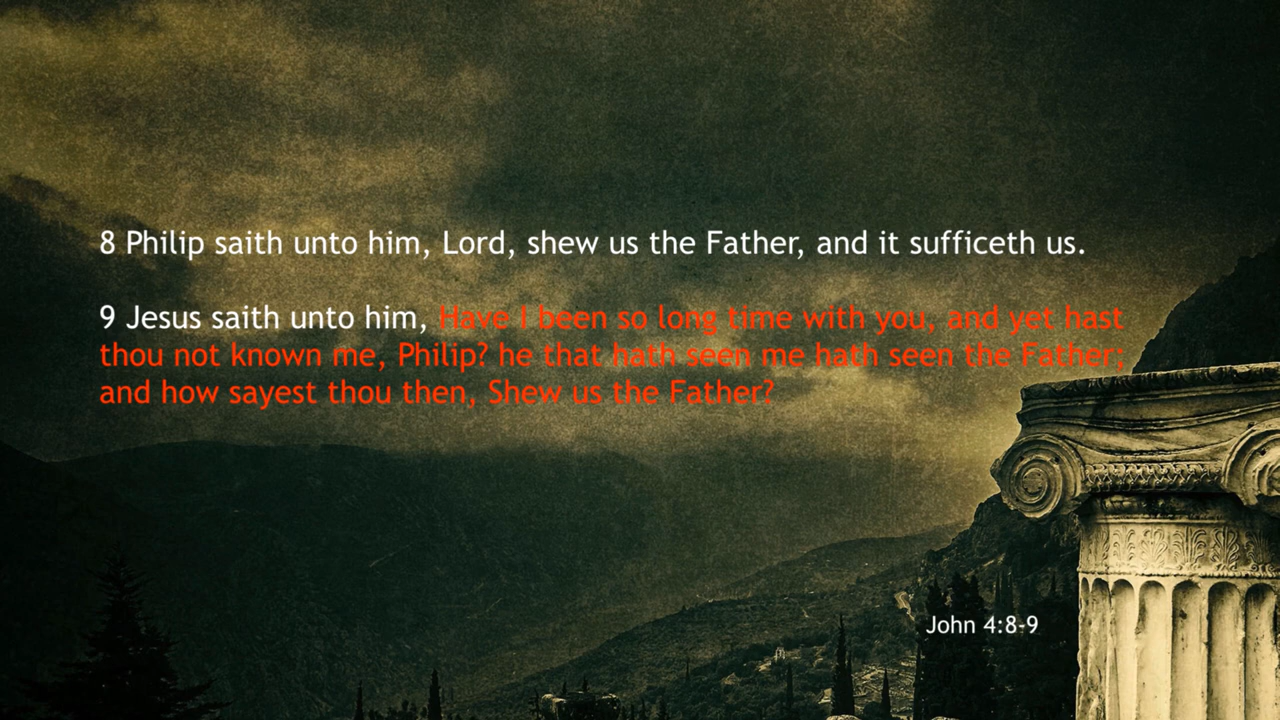 8 Philip saith unto him, Lord, shew us the Father, and it sufficeth us.
9 Jesus saith unto him, Have I been so long time with you, and yet hast
thou not known me, Philip? he that hath seen me hath seen the Father;
and how sayest thou then, Shew us the Father?
John 4:8-9